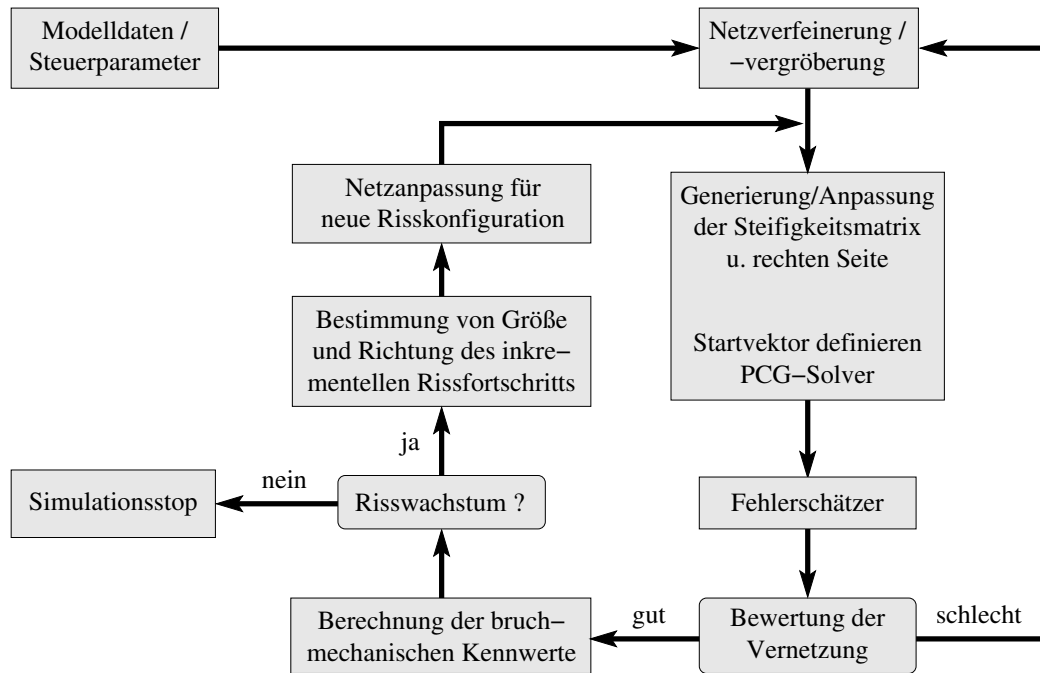 Modelldaten /
Steuerparameter
Netzverfeinerung /
−vergröberung
Netzanpassung für
neue Risskonfiguration
Generierung/Anpassung
der Steifigkeitsmatrix
u. rechten Seite
Startvektor definieren
PCG−Solver
Bestimmung von Größe
und Richtung des inkre−
mentellen Rissfortschritts
ja
nein
Simulationsstop
Risswachstum ?
Fehlerschätzer
Berechnung der bruch−
mechanischen Kennwerte
gut
Bewertung der
Vernetzung
schlecht